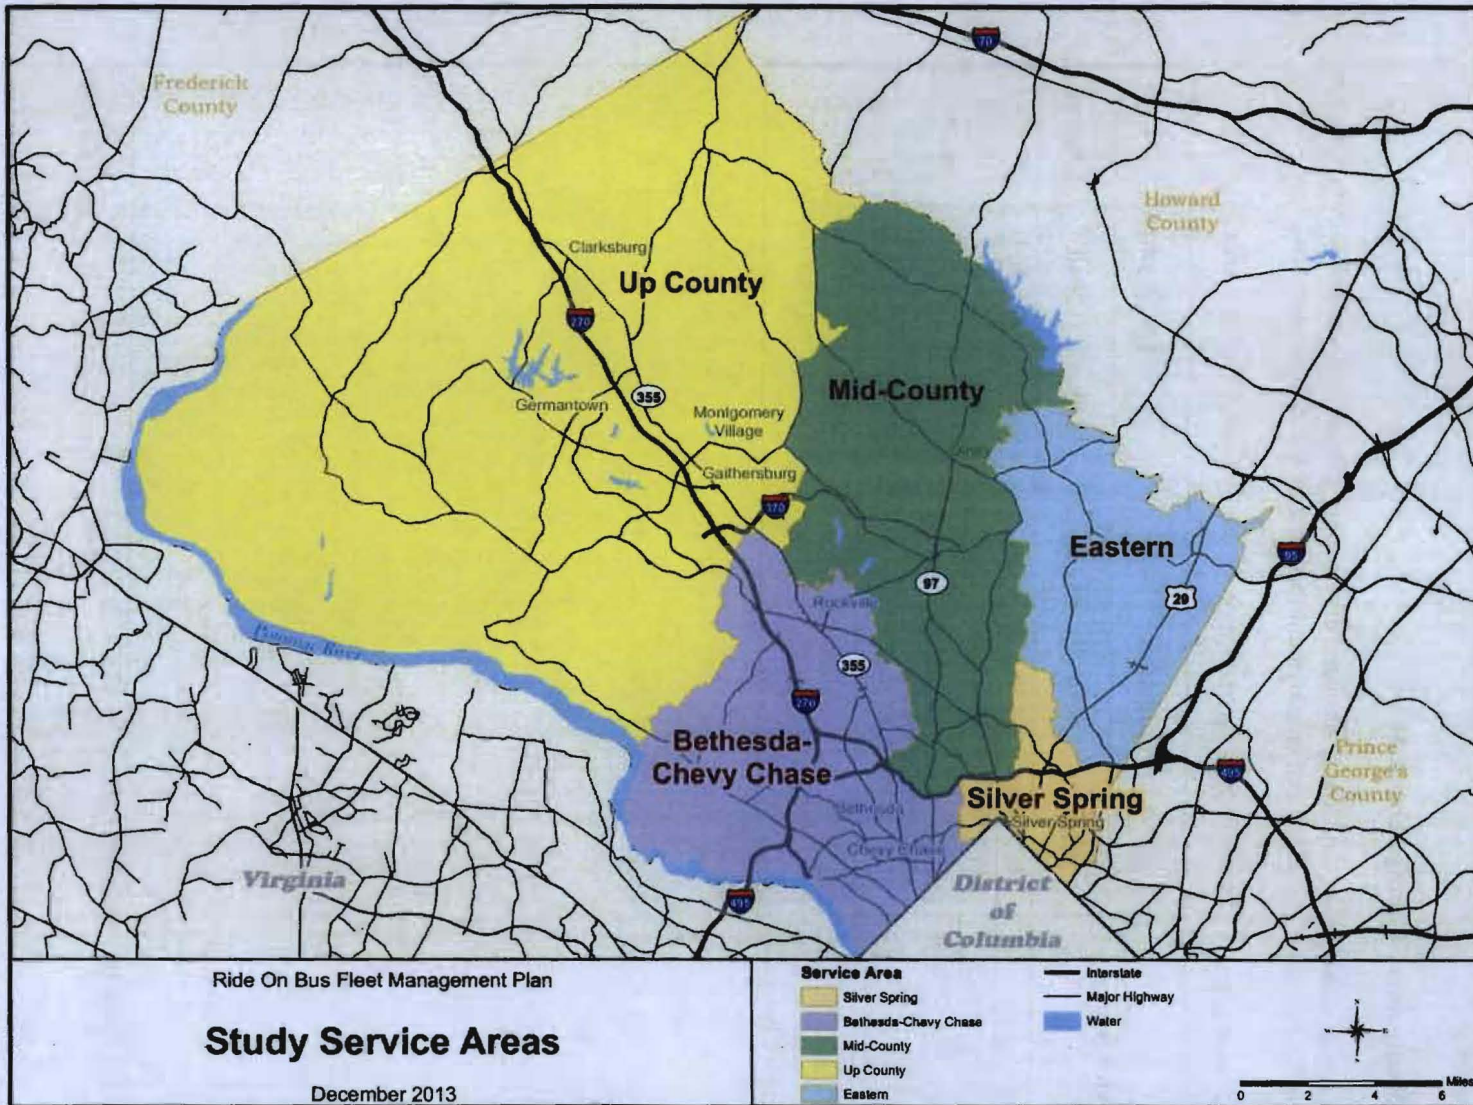 70
Frederick
County
Howard
County
Clarksburg
Up County
270
Mid-County
355
Germantown
Montgomery
Village
Olney
Gaithersburg
370
Eastern
95
97
29
Rockville
Potomac River
355
270
Bethesda-
Chevy Chase
Prince
George's
County
495
Silver Spring
Bethesda
Silver Spring
Chevy Chase
Virginia
District
of
Columbia
495
Ride On Bus Fleet Management Plan
Study Service Areas
December 2013
Service Area
Silver Spring
Bethesda-Chevy Chase
Mid-County
Up County
Eastern
Interstate
Major Highway
Water
N
W
E
S
Miles
0 2 4 6